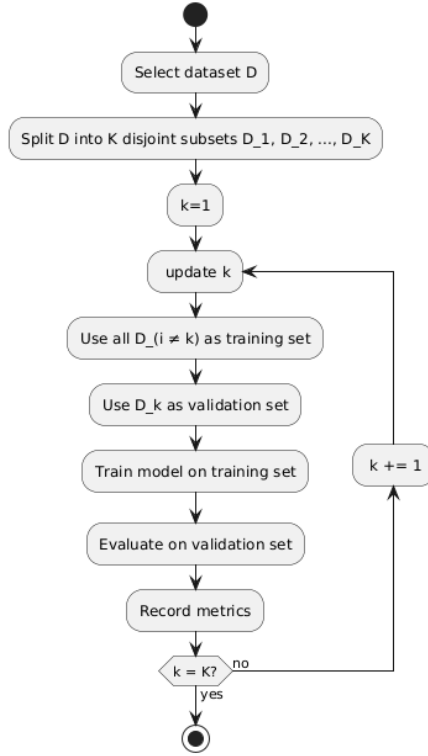 Select dataset D
Split D into K disjoint subsets D_1, D_2, ..., D_K
k=1
update k
Use all D_(i ≠ k) as training set
Use D_k as validation set
Train model on training set
k += 1
Evaluate on validation set
Record metrics
k = K?
no
yes